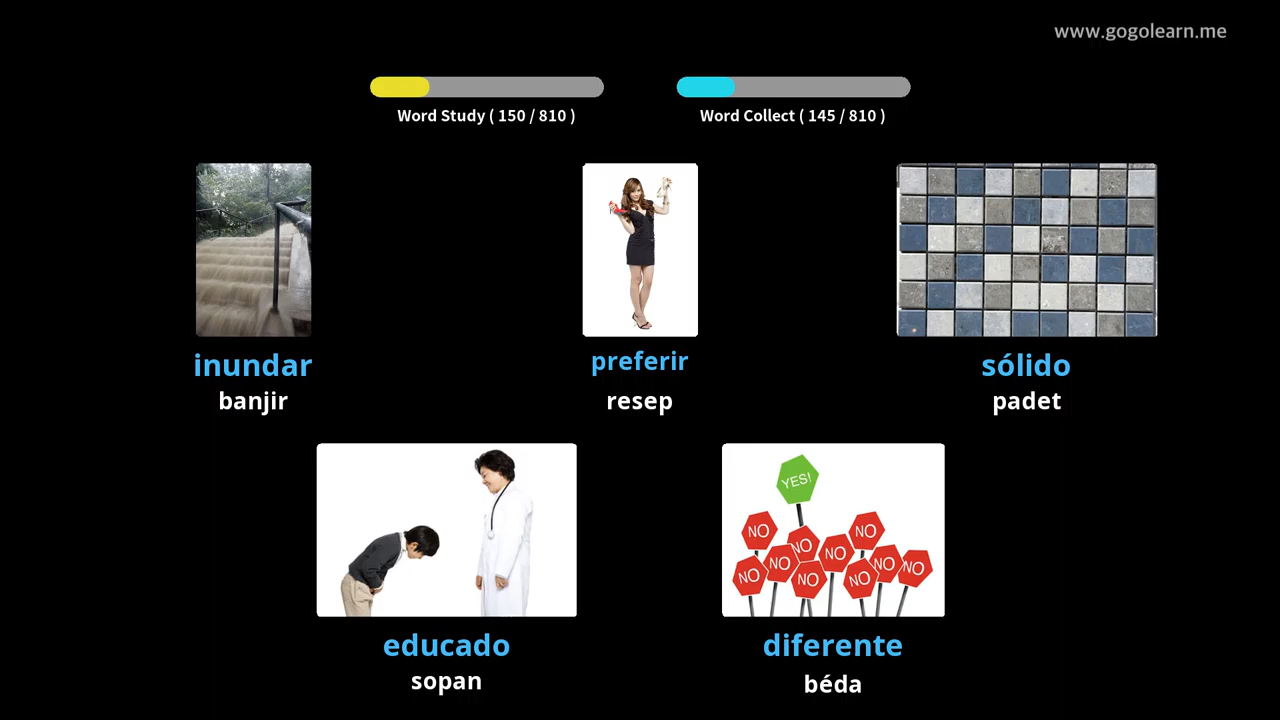 www.gogolearn.me
Word Study ( 150 / 810 )
Word Collect ( 145 / 810 )
inundar
banjir
preferir
resep
sólido
padet
educado
sopan
YES!
NO
NO
NO
NO
NO
NO
NO
NO
NO
NO
diferente
béda